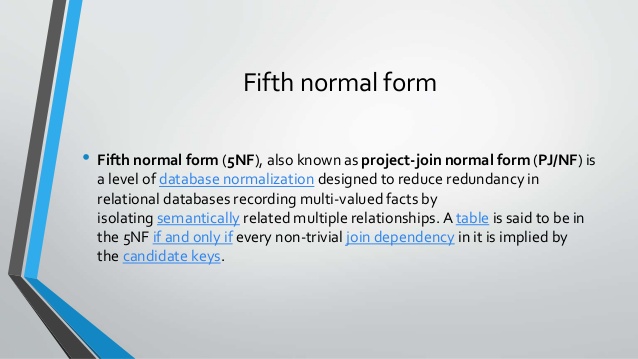 Fifth normal form
• Fifth normal form (5NF), also known as project-join normal form (PJ/NF) is
a level of database normalization designed to reduce redundancy in
relational databases recording multi-valued facts by
isolating semantically related multiple relationships. A table is said to be in
the 5NF if and only if every non-trivial join dependency in it is implied by
the candidate keys.